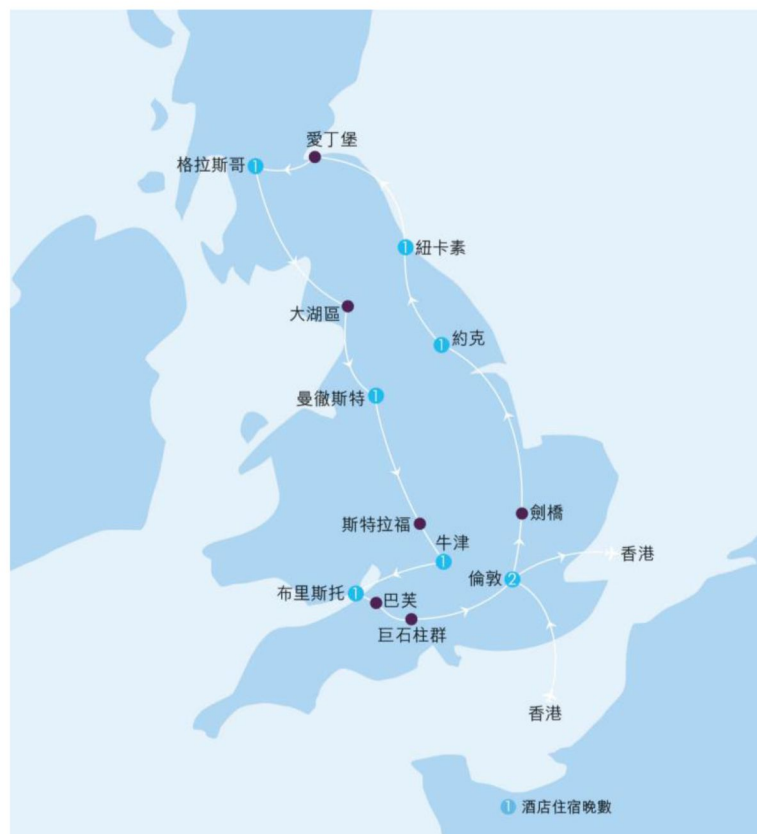 愛丁堡
格拉斯哥 1
1 紐卡素
大湖區
1 約克
曼徹斯特 1
斯特拉福
劍橋
牛津
1
香港
倫敦 2
布里斯托 1
巴芙
巨石柱群
香港
1 酒店住宿晚數